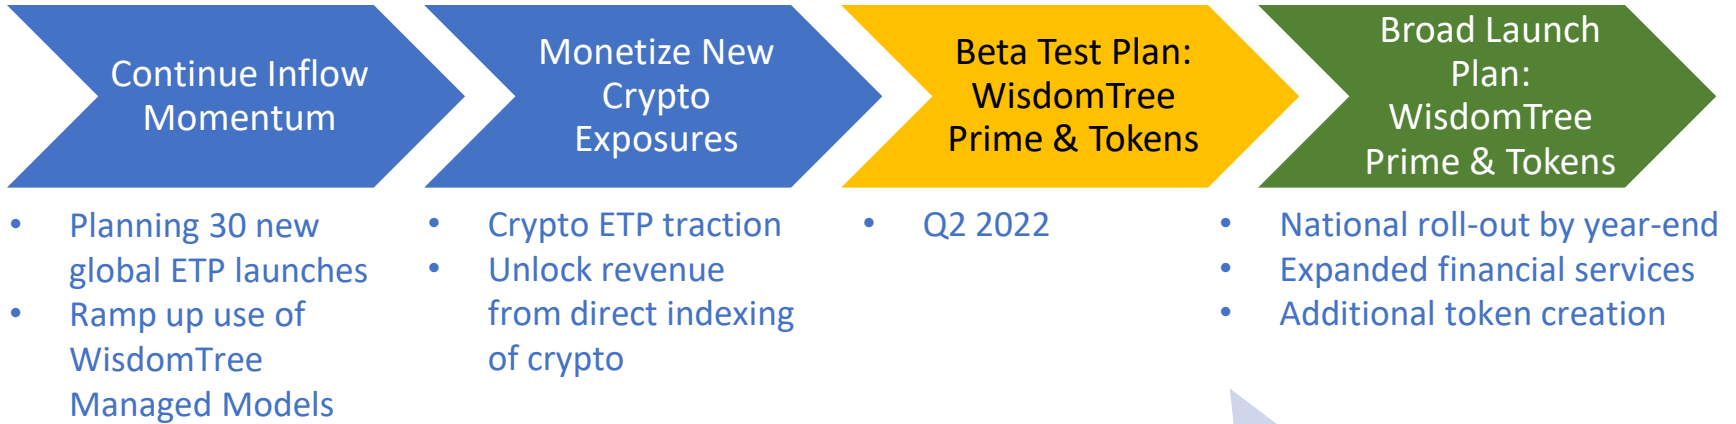 Continue Inflow
Momentum
• Planning 30 new
global ETP launches
• Ramp up use of
WisdomTree
Managed Models
Monetize New
Crypto
Exposures
• Crypto ETP traction
• Unlock revenue
from direct indexing
of crypto
Beta Test Plan:
WisdomTree
Prime & Tokens
• Q2 2022
Broad Launch
Plan:
WisdomTree
Prime & Tokens
• National roll-out by year-end
• Expanded financial services
• Additional token creation